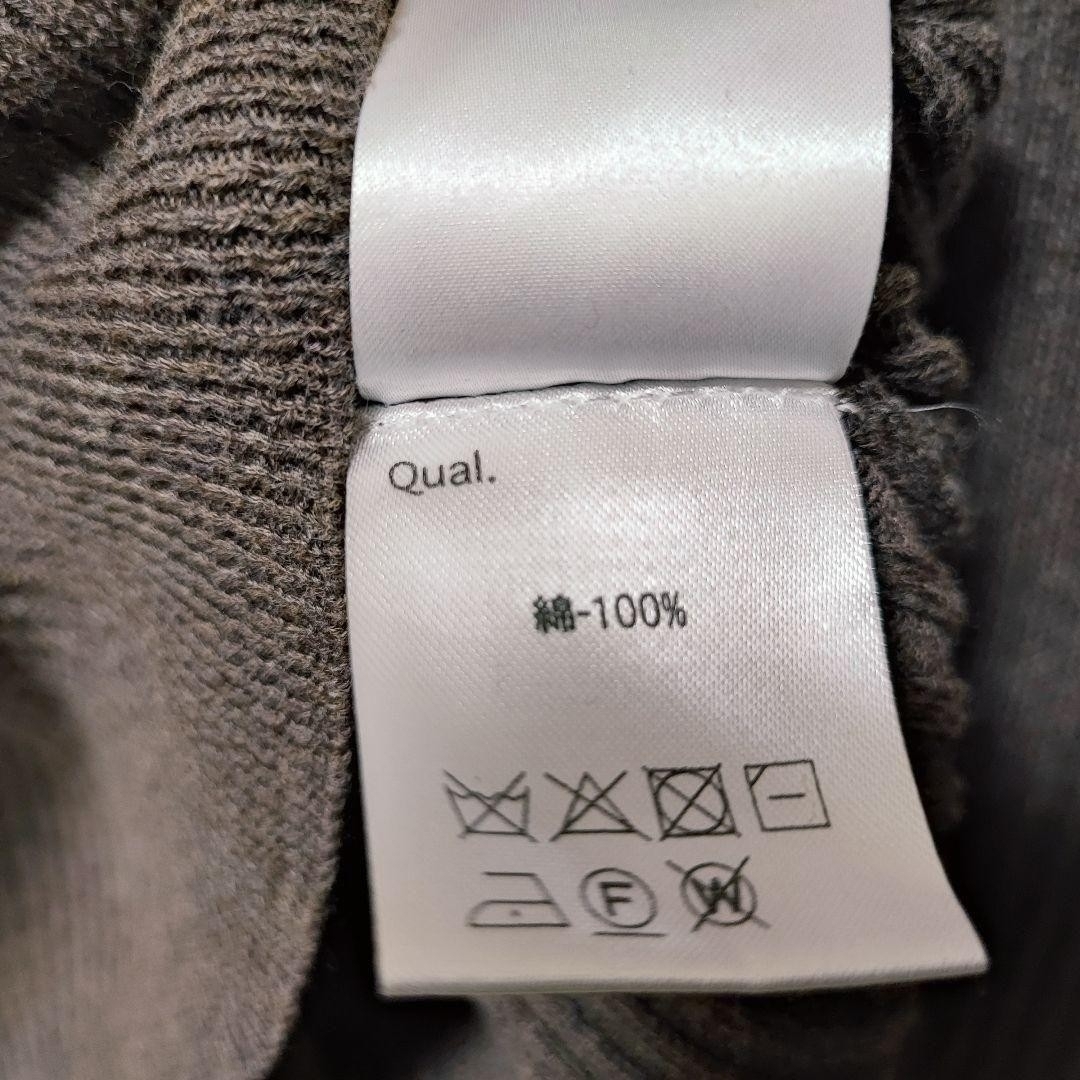 Qual.
綿-100%
F W